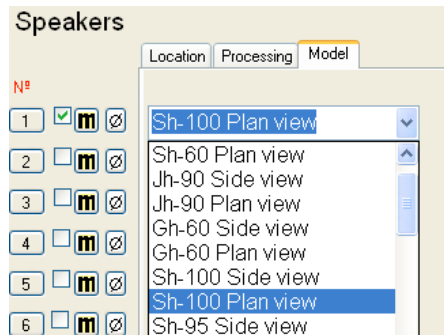 Speakers
Location Processing Model
Nº
1 m Ø Sh-100 Plan view
2 m Ø Sh-60 Plan view
Jh-90 Side view
3 m Ø Jh-90 Plan view
Gh-60 Side view
4 m Ø Gh-60 Plan view
5 m Ø Sh-100 Side view
Sh-100 Plan view
6 m Ø Sh-95 Side view